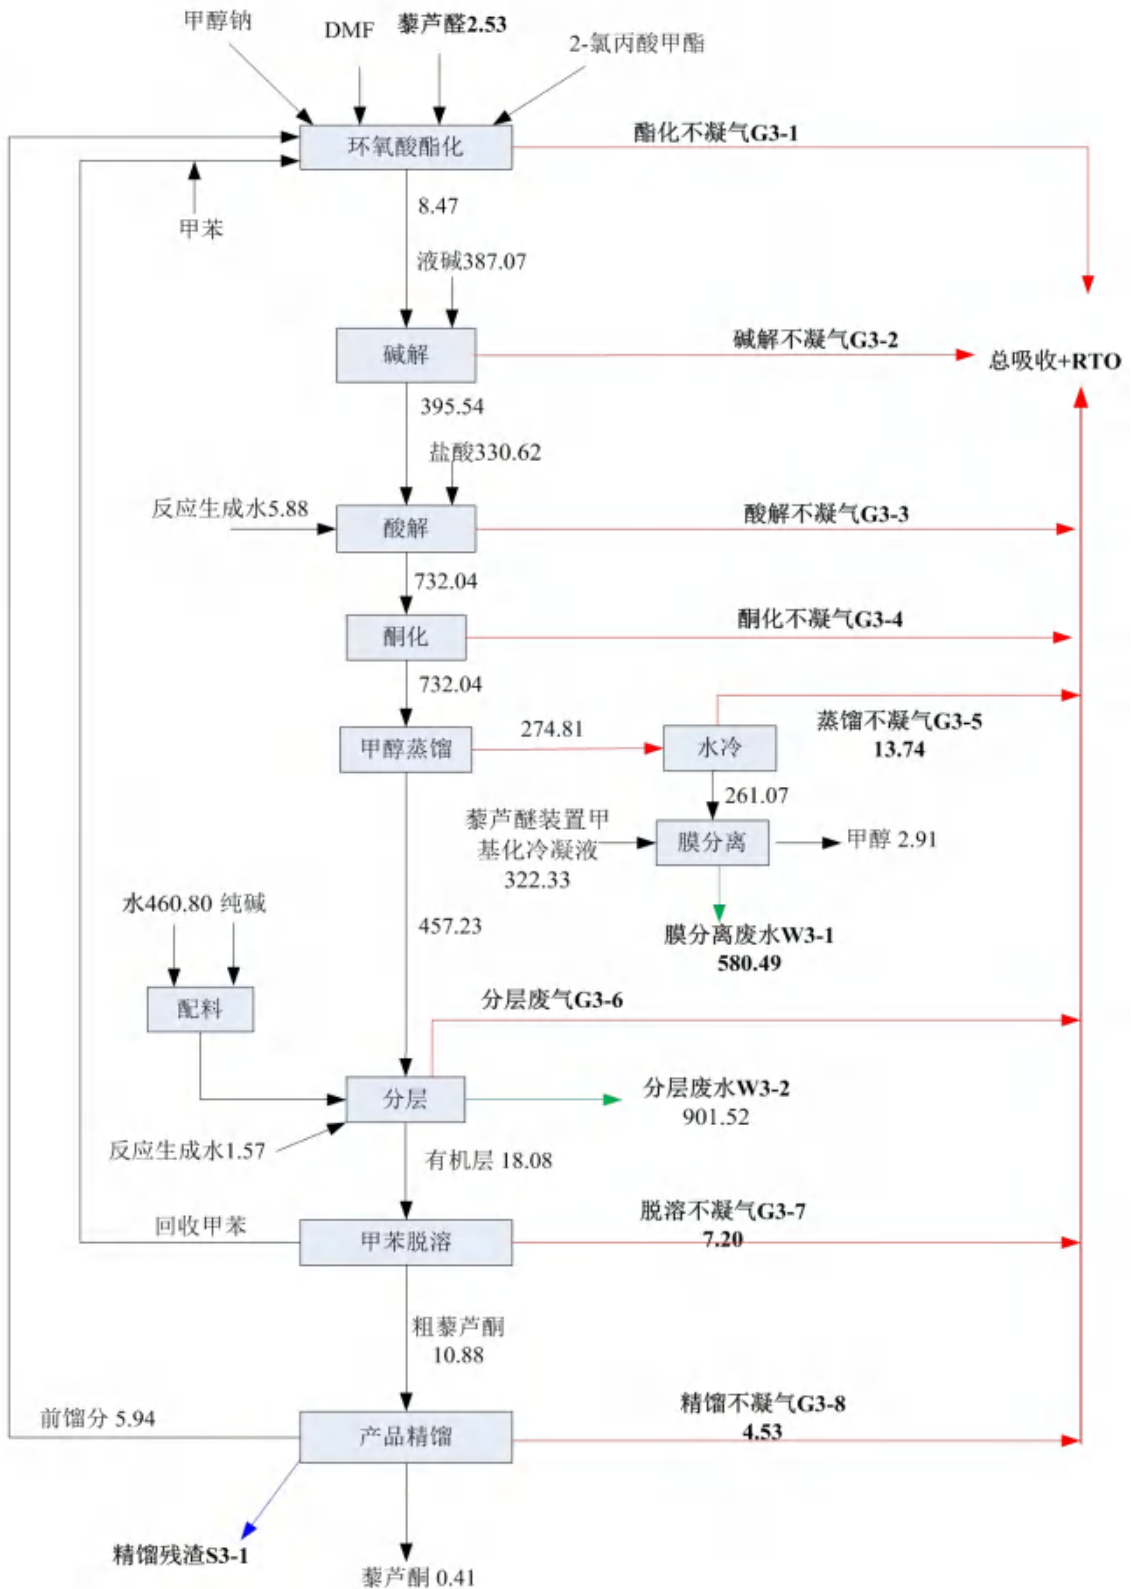 甲醇钠
DMF
藜芦醛2.53
2-氯丙酸甲酯
环氧酸酯化
酯化不凝气G3-1
甲苯
8.47
液碱387.07
碱解
碱解不凝气G3-2
总吸收+RTO
395.54
盐酸330.62
反应生成水5.88
酸解
酸解不凝气G3-3
732.04
酮化
酮化不凝气G3-4
732.04
甲醇蒸馏
274.81
水冷
蒸馏不凝气G3-5
13.74
261.07
藜芦醚装置甲
基化冷凝液
322.33
膜分离
甲醇 2.91
水460.80 纯碱
457.23
膜分离废水W3-1
580.49
配料
分层废气G3-6
分层
分层废水W3-2
901.52
反应生成水1.57
有机层 18.08
回收甲苯
甲苯脱溶
脱溶不凝气G3-7
7.20
粗藜芦酮
10.88
前馏分 5.94
产品精馏
精馏不凝气G3-8
4.53
精馏残渣S3-1
藜芦酮 0.41